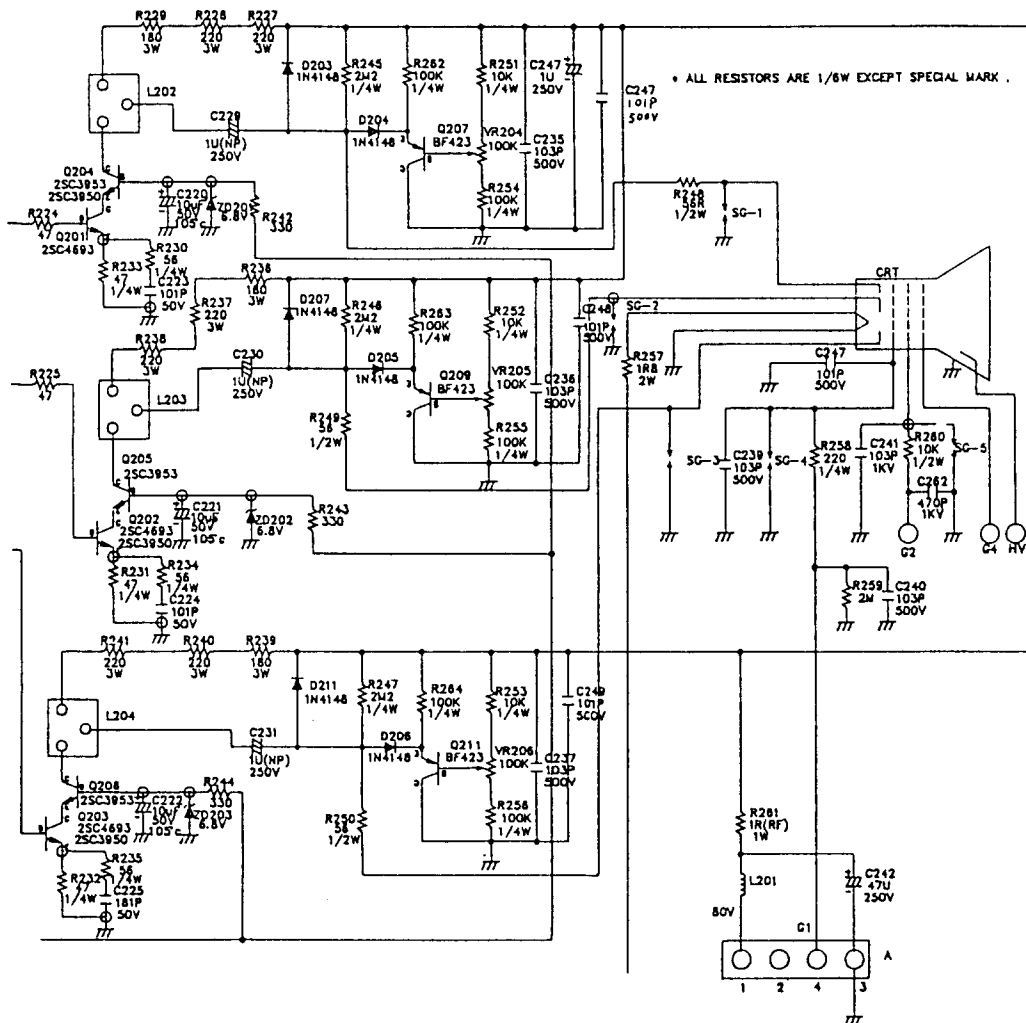 R229
180
3W
R228
220
3W
R227
220
3W
L202
D203
1N4148
R245
2M2
1/4W
R262
100K
1/4W
R251
10K
1/4W
C247
1U
250V
C247
101P
500V
* ALL RESISTORS ARE 1/6W EXCEPT SPECIAL MARK .
C229
1U(NP)
250V
D204
1N4148
Q207
BF423
VR204
100K
C235
103P
500V
R254
100K
1/4W
Q204
2SC3953
2SC3950
C220
10uF
50V
105°c
ZD201
6.8V
R242
330
R224
47
Q201
2SC4693
R230
56
1/4W
R233
47
1/4W
C223
101P
50V
R248
56R
1/2W
SG-1
CRT
R237
220
3W
R238
180
3W
D207
1N4148
R246
2M2
1/4W
R263
100K
1/4W
R252
10K
1/4W
C248
101P
500V
SG-2
R238
220
3W
R225
47
L203
C230
1U(NP)
250V
D205
1N4148
Q209
BF423
VR205
100K
C236
103P
500V
R257
1R8
2W
C247
101P
500V
R249
56
1/2W
R255
100K
1/4W
Q205
2SC3953
SG-3
C239
103P
500V
SG-4
R258
220
1/4W
C241
103P
1KV
R260
10K
1/2W
SG-5
C262
470P
1KV
G2
G4
HV
Q202
2SC4693
2SC3950
C221
10uF
50V
105°c
ZD202
6.8V
R243
330
R231
47
1/4W
R234
56
1/4W
C224
101P
50V
R259
2M
C240
103P
500V
R241
220
3W
R240
220
3W
R239
180
3W
L204
D211
1N4148
R247
2M2
1/4W
R264
100K
1/4W
R253
10K
1/4W
C249
101P
500V
C231
1U(NP)
250V
D206
1N4148
Q211
BF423
VR206
100K
C237
103P
500V
R256
100K
1/4W
Q206
2SC3953
Q203
2SC4693
2SC3950
C222
10uF
50V
105°c
ZD203
6.8V
R244
330
R250
56
1/2W
R232
47
1/4W
R235
56
1/4W
C225
181P
50V
R261
1R(RF)
1W
L201
C242
47U
250V
80V
G1
A
1
2
4
3